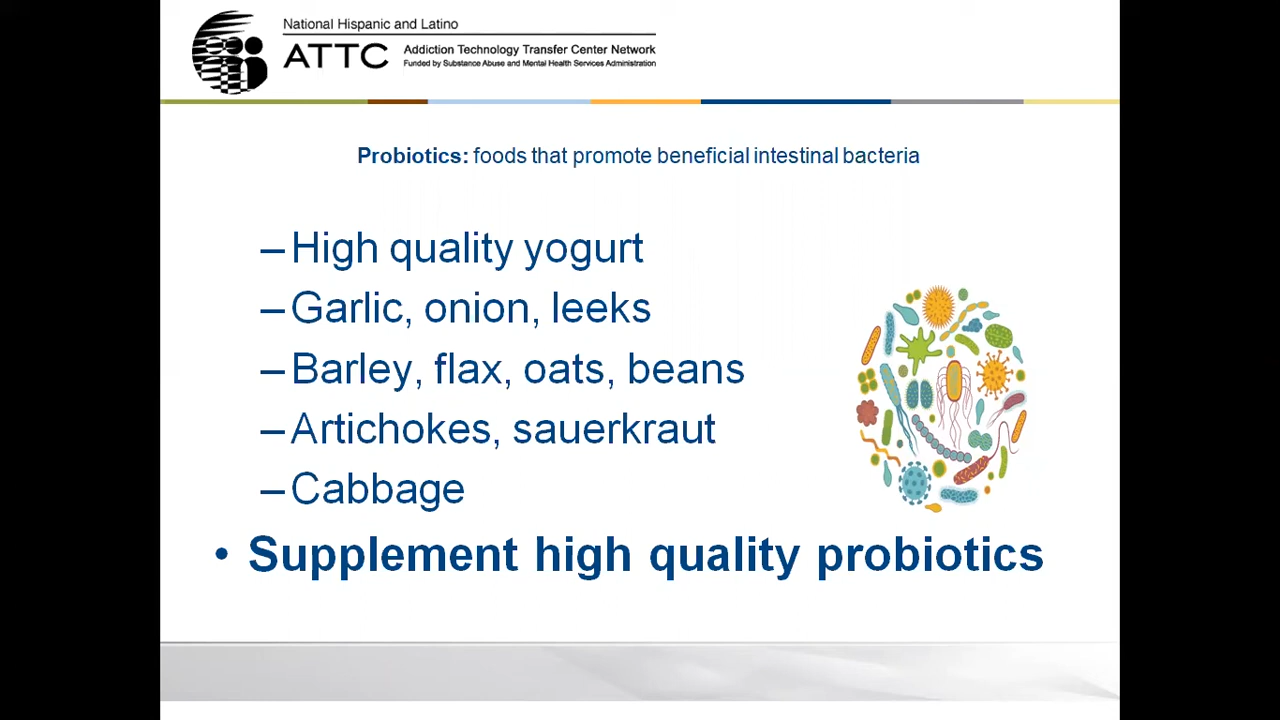 National Hispanic and Latino
ATTC Addiction Technology Transfer Center Network
Funded by Substance Abuse and Mental Health Services Administration
Probiotics: foods that promote beneficial intestinal bacteria
–High quality yogurt
–Garlic, onion, leeks
–Barley, flax, oats, beans
–Artichokes, sauerkraut
–Cabbage
• Supplement high quality probiotics